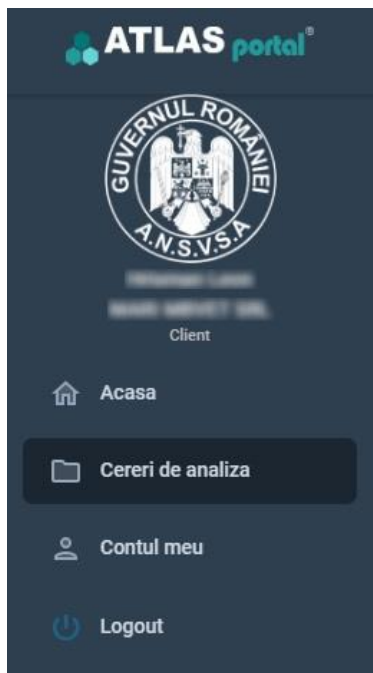 ATLAS portal®
GUVERNUL ROMÂNIEI
A.N.S.V.S.A
Client
Acasa
Cereri de analiza
Contul meu
Logout